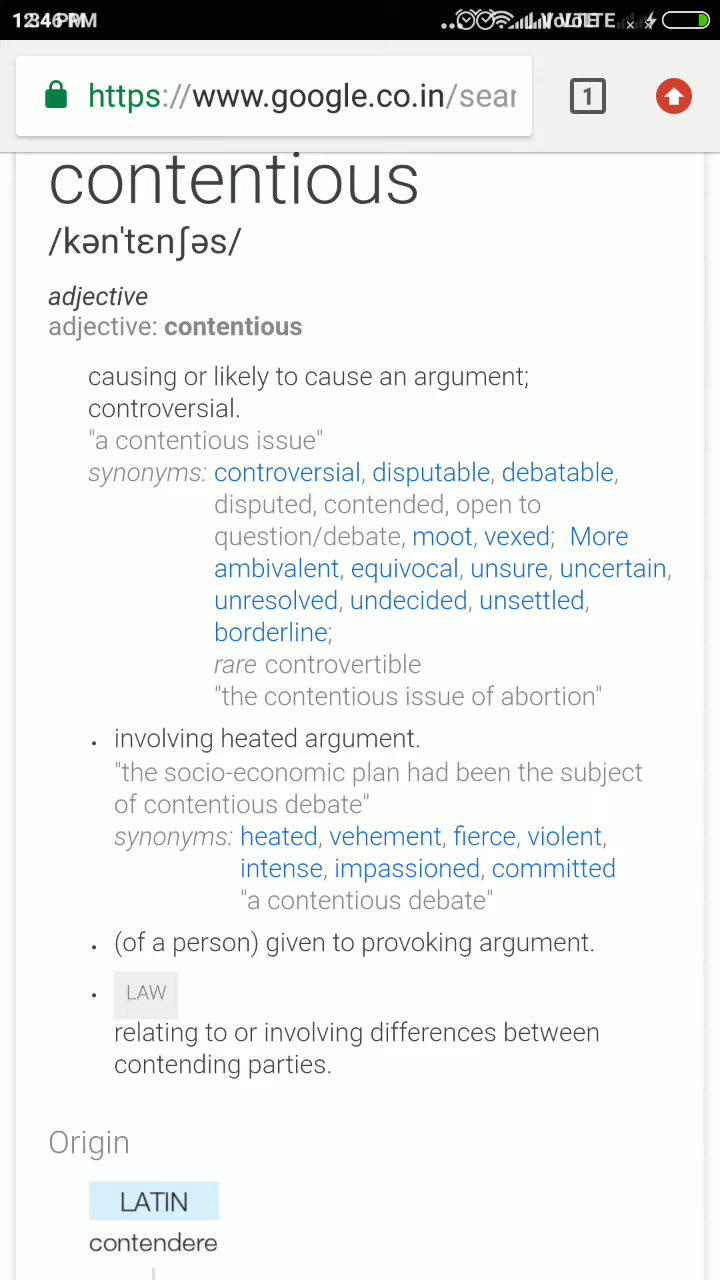 https://www.google.co.in/sear
1
contentious
/kənˈtɛnʃəs/
adjective
adjective: contentious
causing or likely to cause an argument;
controversial.
"a contentious issue"
synonyms: controversial, disputable, debatable,
disputed, contended, open to
question/debate, moot, vexed; More
ambivalent, equivocal, unsure, uncertain,
unresolved, undecided, unsettled,
borderline;
rare controvertible
"the contentious issue of abortion"
• involving heated argument.
"the socio-economic plan had been the subject
of contentious debate"
synonyms: heated, vehement, fierce, violent,
intense, impassioned, committed
"a contentious debate"
• (of a person) given to provoking argument.
• LAW
relating to or involving differences between
contending parties.
Origin
LATIN
contendere